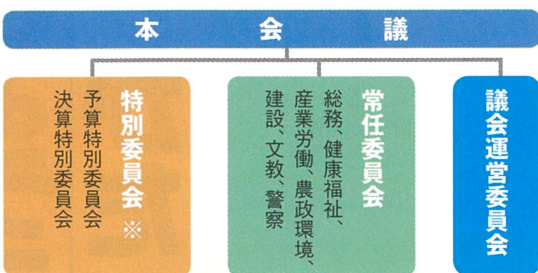 本会議
議会運営委員会
常任委員会
総務、健康福祉、
産業労働、農政環境、
建設、文教、警察
特別委員会 ※
予算特別委員会
決算特別委員会